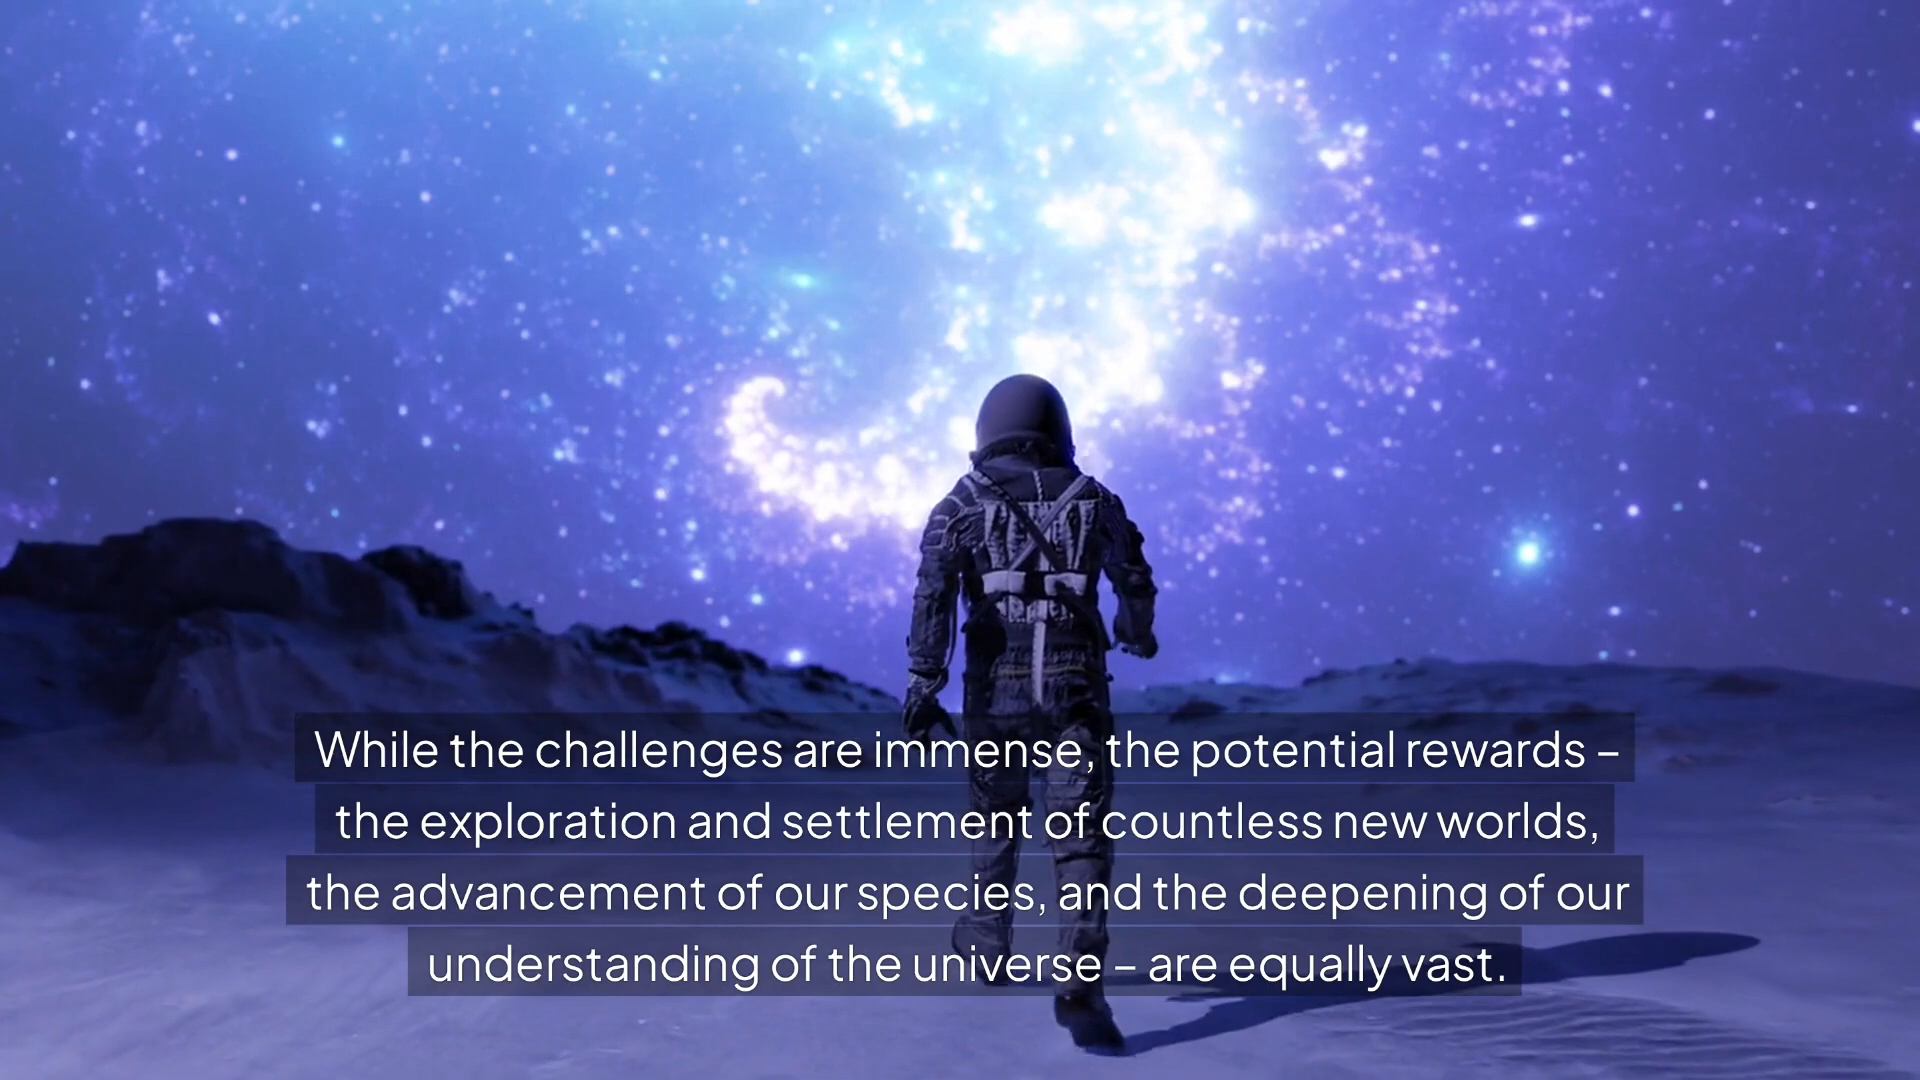 While the challenges are immense, the potential rewards –
the exploration and settlement of countless new worlds,
the advancement of our species, and the deepening of our
understanding of the universe – are equally vast.